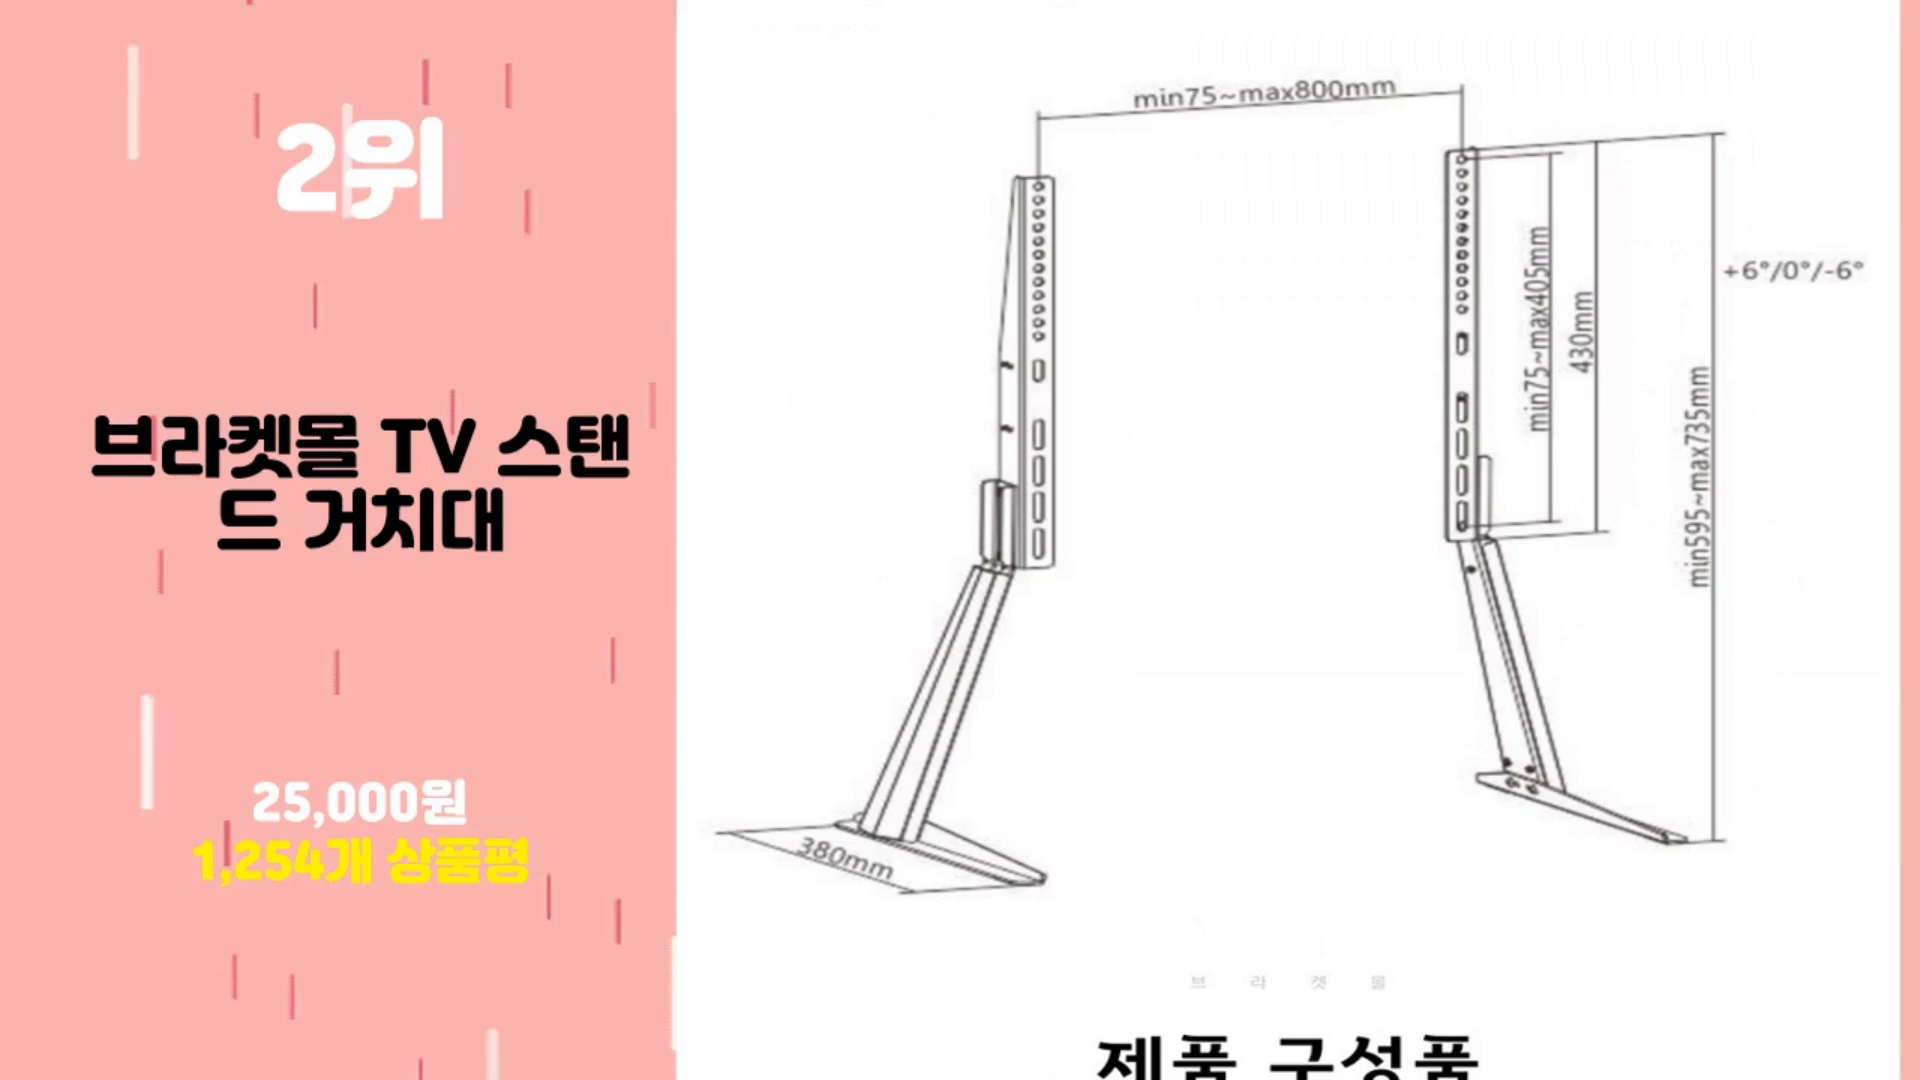 2위
브라켓몰 TV 스탠
드 거치대
25,000원
1,254개 상품평
min75~max800mm
+6°/0°/-6°
min75~max405mm
430mm
min595~max735mm
380mm
브 라 켓 몰
제품 구성품